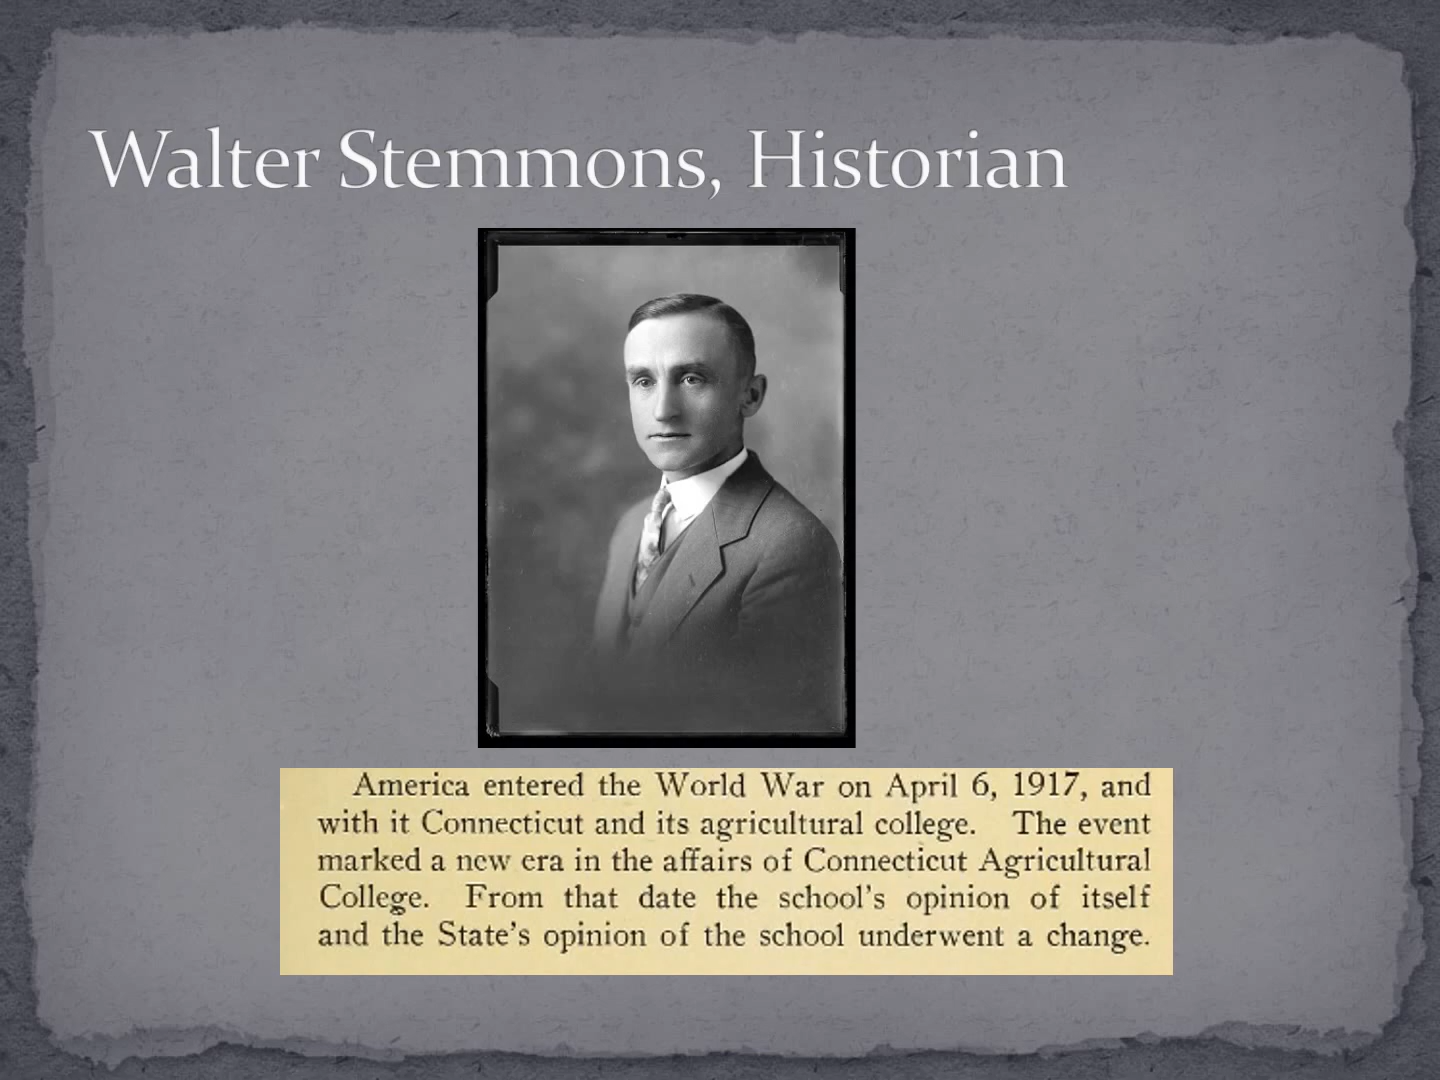 Walter Stemmons, Historian
America entered the World War on April 6, 1917, and
with it Connecticut and its agricultural college. The event
marked a new era in the affairs of Connecticut Agricultural
College. From that date the school's opinion of itself
and the State's opinion of the school underwent a change.